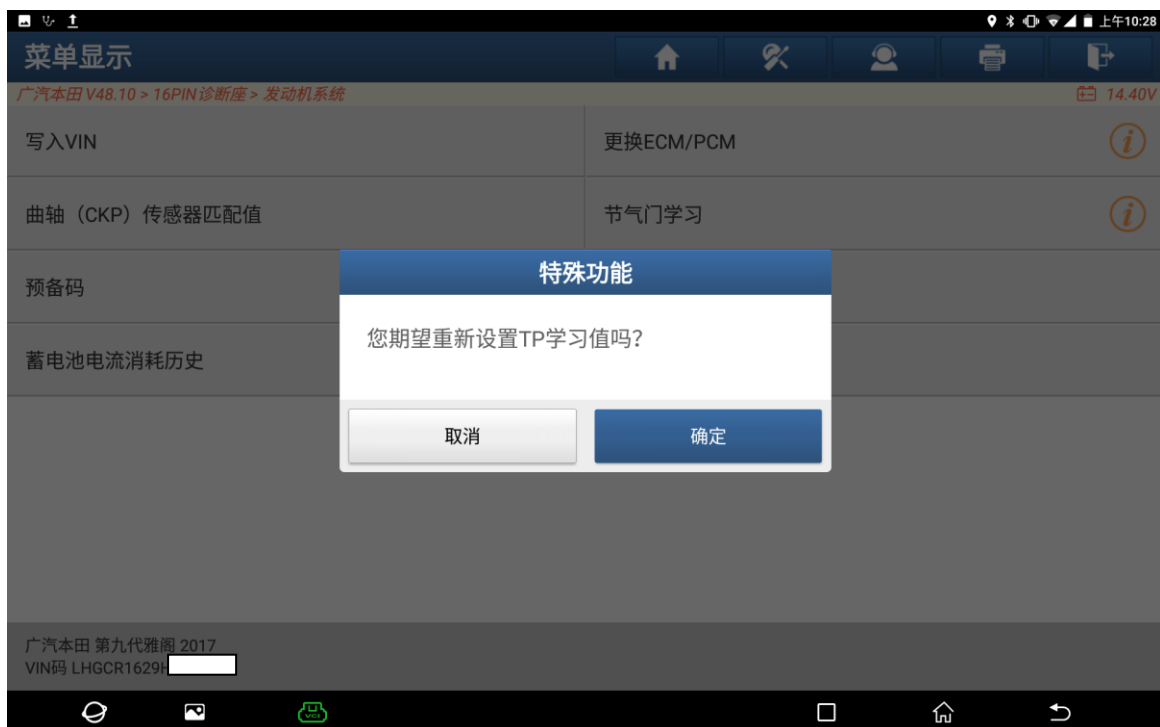 上午10:28
菜单显示
广汽本田 V48.10 > 16PIN诊断座 > 发动机系统
14.40V
写入VIN
更换ECM/PCM
曲轴（CKP）传感器匹配值
节气门学习
预备码
蓄电池电流消耗历史
特殊功能
您期望重新设置TP学习值吗？
取消
确定
广汽本田 第九代雅阁 2017
VIN码 LHGCR1629H
VCI